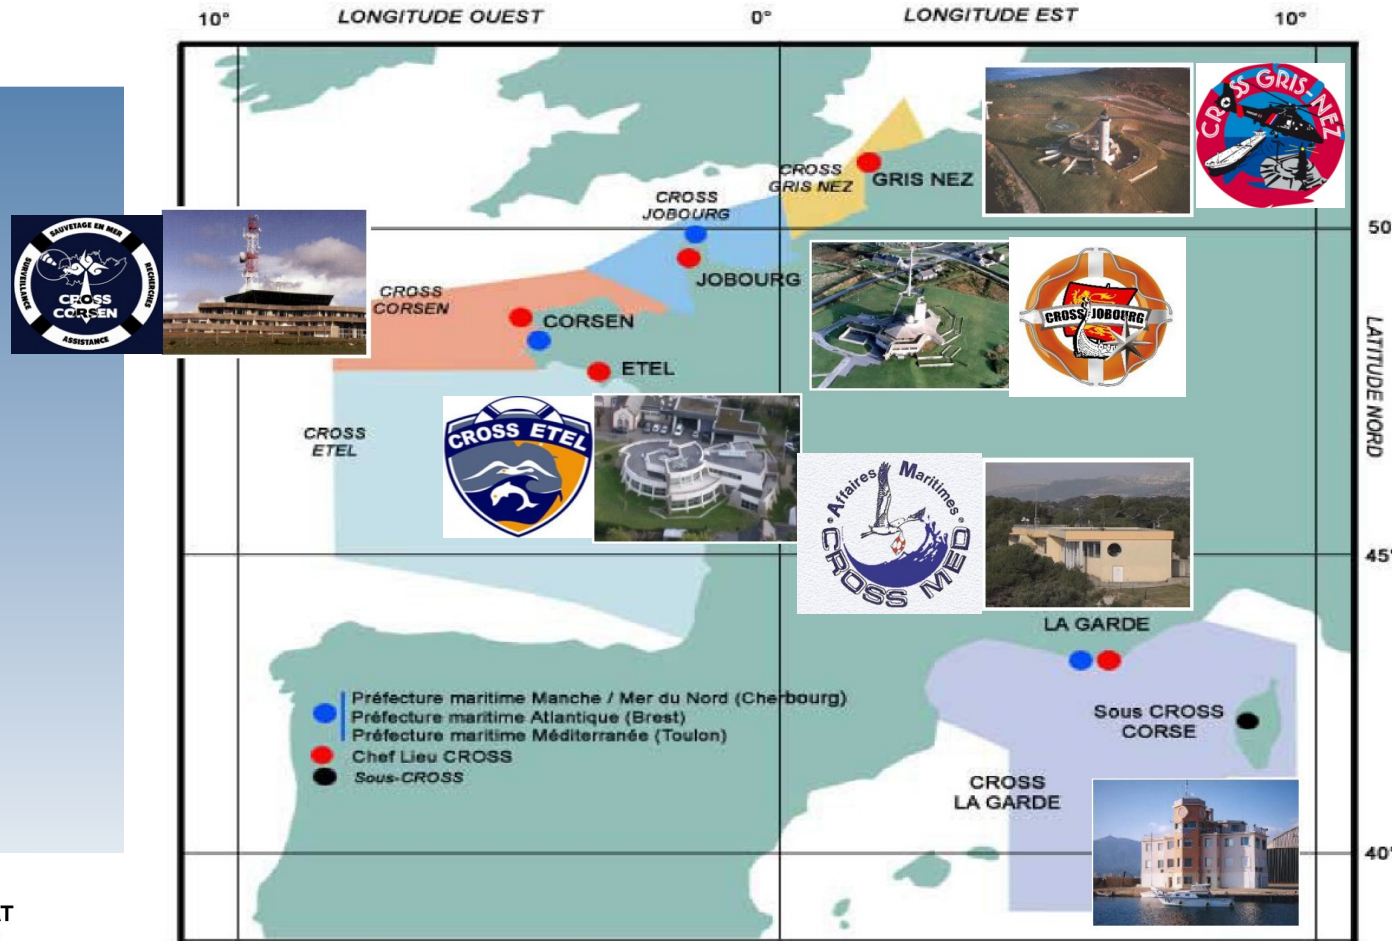 10°
LONGITUDE OUEST
0°
LONGITUDE EST
10°
CROSS GRIS-NEZ
CROSS
GRIS NEZ
GRIS NEZ
CROSS
JOBOURG
50
SAUVETAGE EN MER
SURVEILLANCE
RECHERCHES
CROSS
CORSEN
ASSISTANCE
JOBOURG
CROSS JOBOURG
CROSS
CORSEN
CORSEN
LATITUDE NORD
ETEL
CROSS
ETEL
CROSS ETEL
Affaires Maritimes
CROSS MED
45°
LA GARDE
Préfecture maritime Manche / Mer du Nord (Cherbourg)
Préfecture maritime Atlantique (Brest)
Préfecture maritime Méditerranée (Toulon)
Chef Lieu CROSS
Sous-CROSS
Sous CROSS
CORSE
CROSS
LA GARDE
40°